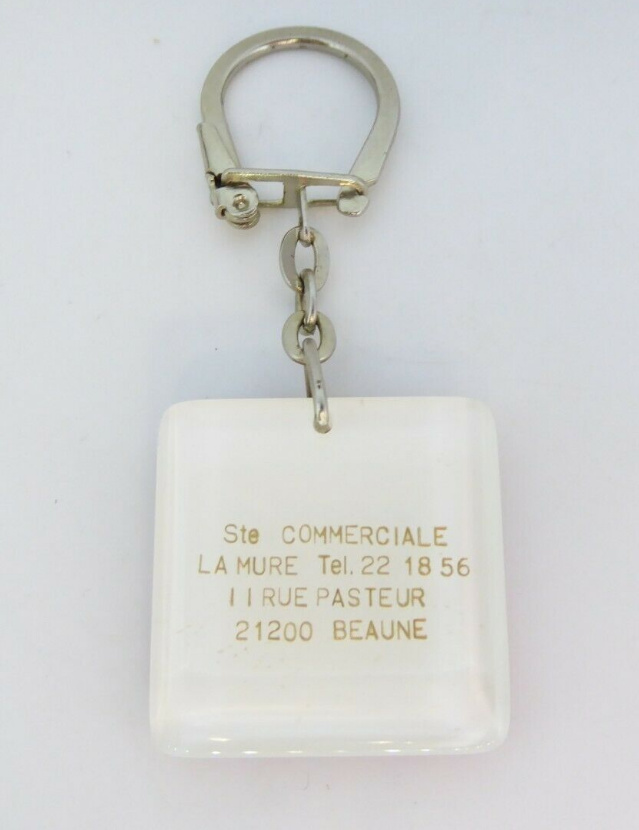 Ste COMMERCIALE
LA MURE Tel. 22 18 56
11 RUE PASTEUR
21200 BEAUNE